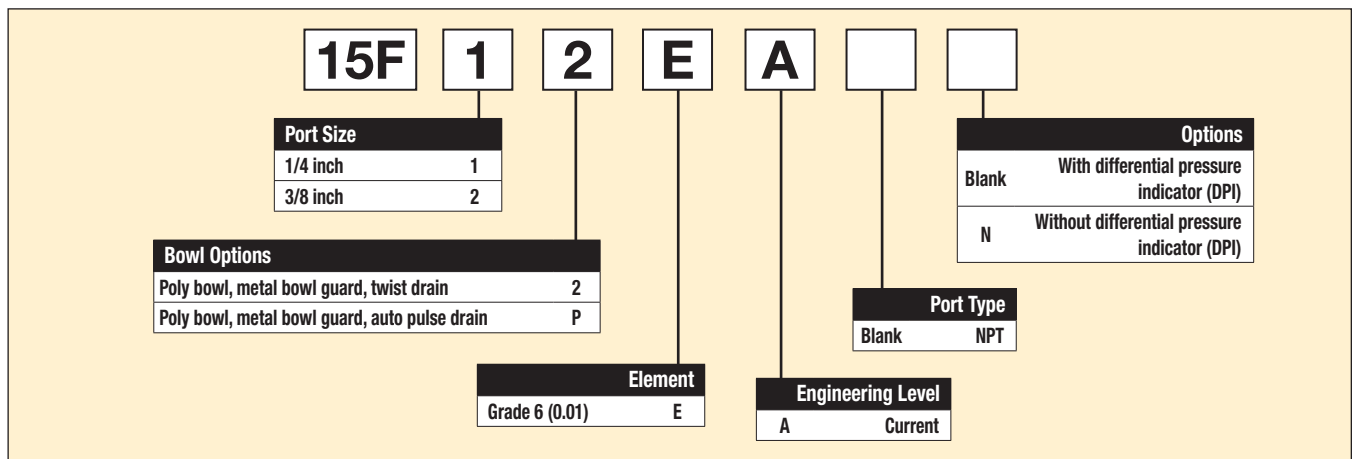 15F 1 2 E A
Port Size
1/4 inch 1
3/8 inch 2
Options
Blank With differential pressure
indicator (DPI)
N Without differential pressure
indicator (DPI)
Bowl Options
Poly bowl, metal bowl guard, twist drain 2
Poly bowl, metal bowl guard, auto pulse drain P
Port Type
Blank NPT
Element
Grade 6 (0.01) E
Engineering Level
A Current